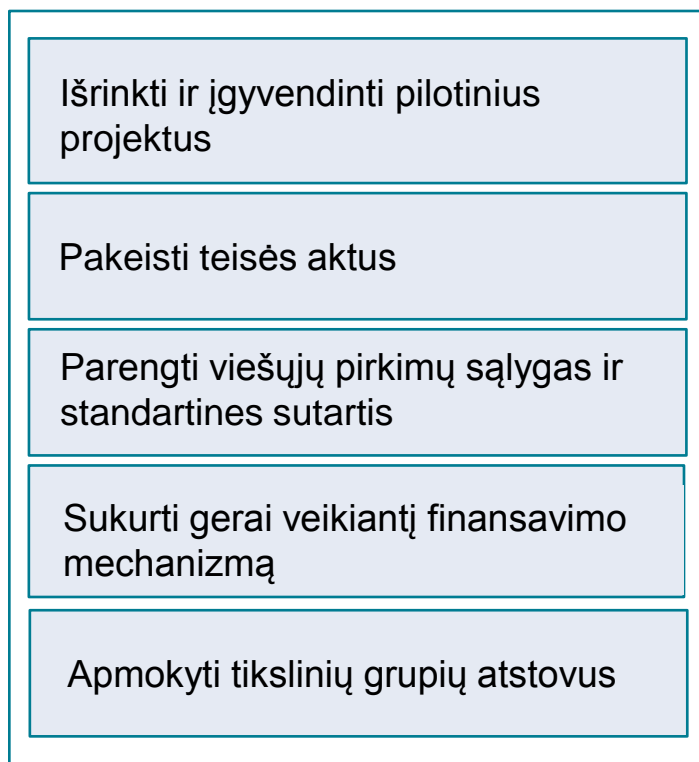 Išrinkti ir įgyvendinti pilotinius
projektus
Pakeisti teisės aktus
Parengti viešųjų pirkimų sąlygas ir
standartines sutartis
Sukurti gerai veikiantį finansavimo
mechanizmą
Apmokyti tikslinių grupių atstovus